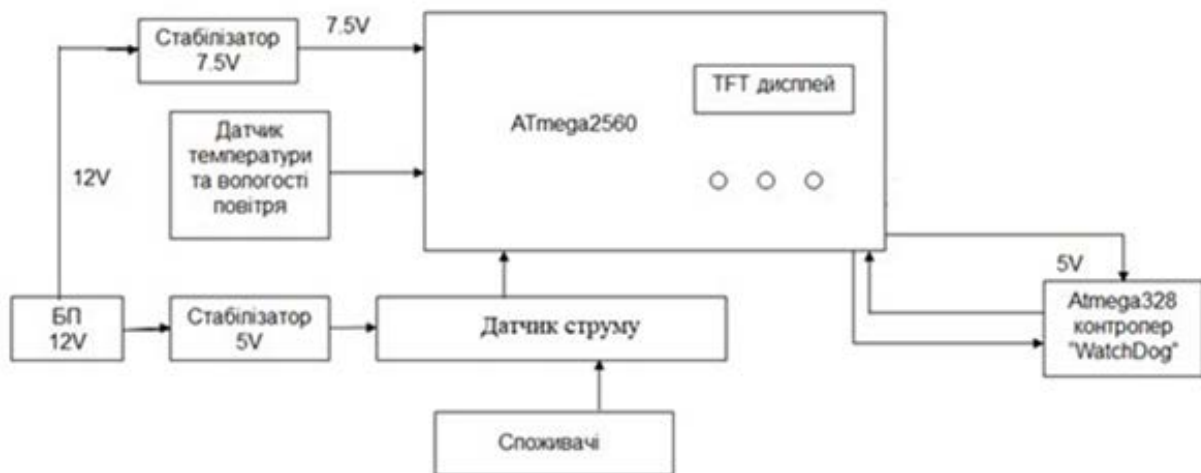 Стабілізатор
7.5V
7.5V
TFT дисплей
ATmega2560
Датчик
температури
та вологості
повітря
12V
5V
БП
12V
Стабілізатор
5V
Датчик струму
Atmega328
контролер
"WatchDog"
Споживачі